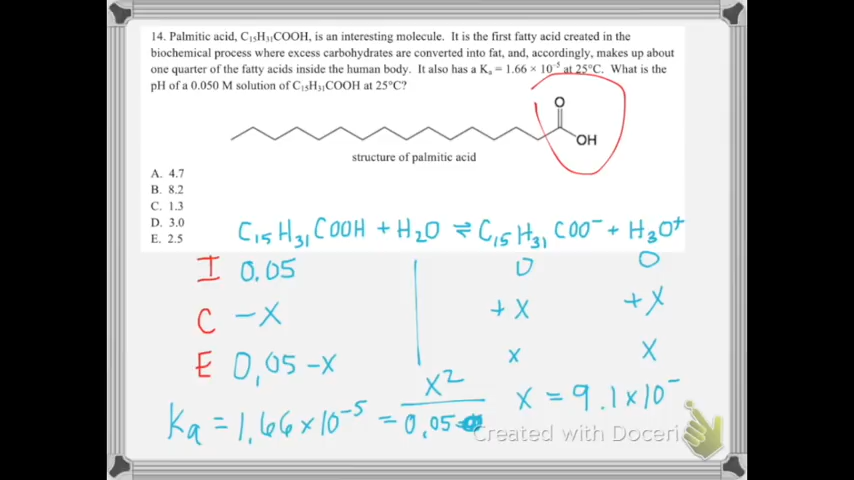 14. Palmitic acid, C₁₅H₃₁COOH, is an interesting molecule. It is the first fatty acid created in the
biochemical process where excess carbohydrates are converted into fat, and, accordingly, makes up about
one quarter of the fatty acids inside the human body. It also has a Kₐ = 1.66 × 10⁻⁵ at 25°C. What is the
pH of a 0.050 M solution of C₁₅H₃₁COOH at 25°C?
O
OH
structure of palmitic acid
A. 4.7
B. 8.2
C. 1.3
D. 3.0
E. 2.5
C₁₅H₃₁COOH + H₂O ⇌ C₁₅H₃₁COO⁻ + H₃O⁺
I 0.05 0 0
C -X +X +X
E 0,05-X X X
Ka = 1.66×10⁻⁵ = X²/0.05 X = 9.1×10⁻
Created with Doceri